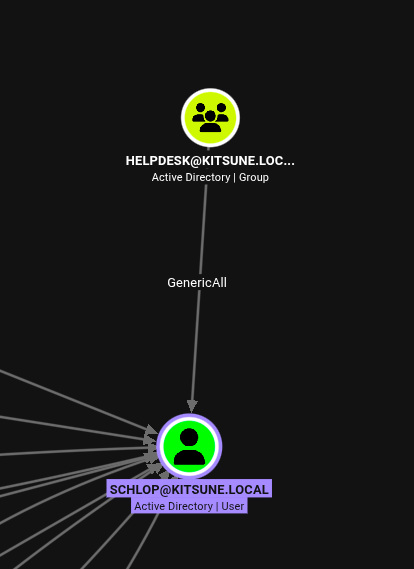 HELPDESK@KITSUNE.LOC...
Active Directory | Group
GenericAll
SCHLOP@KITSUNE.LOCAL
Active Directory | User